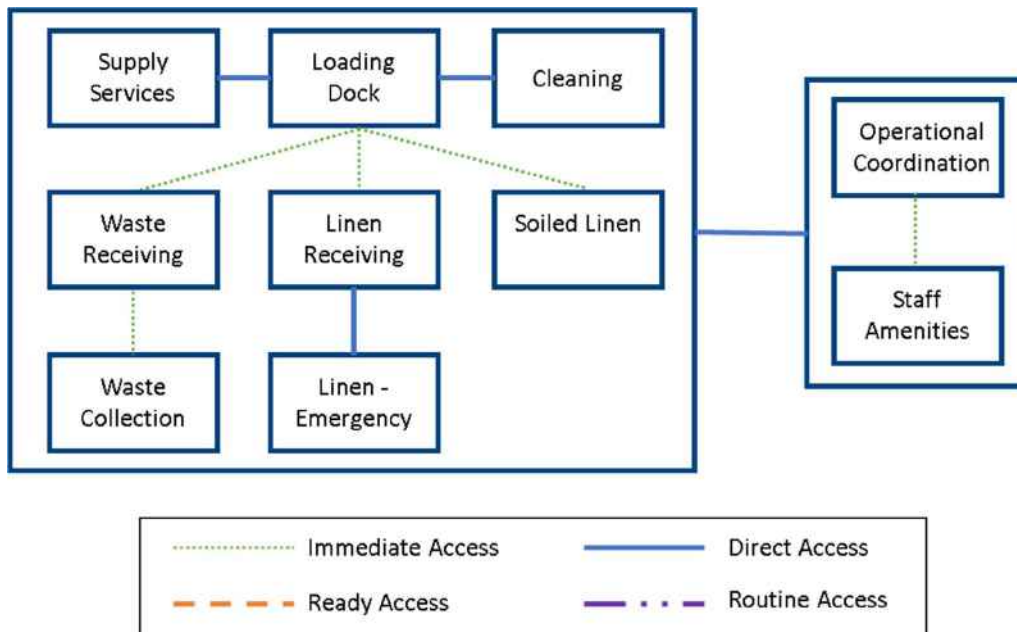 Supply
Services
Loading
Dock
Cleaning
Operational
Coordination
Waste
Receiving
Linen
Receiving
Soiled Linen
Staff
Amenities
Waste
Collection
Linen -
Emergency
Immediate Access
Direct Access
Ready Access
Routine Access